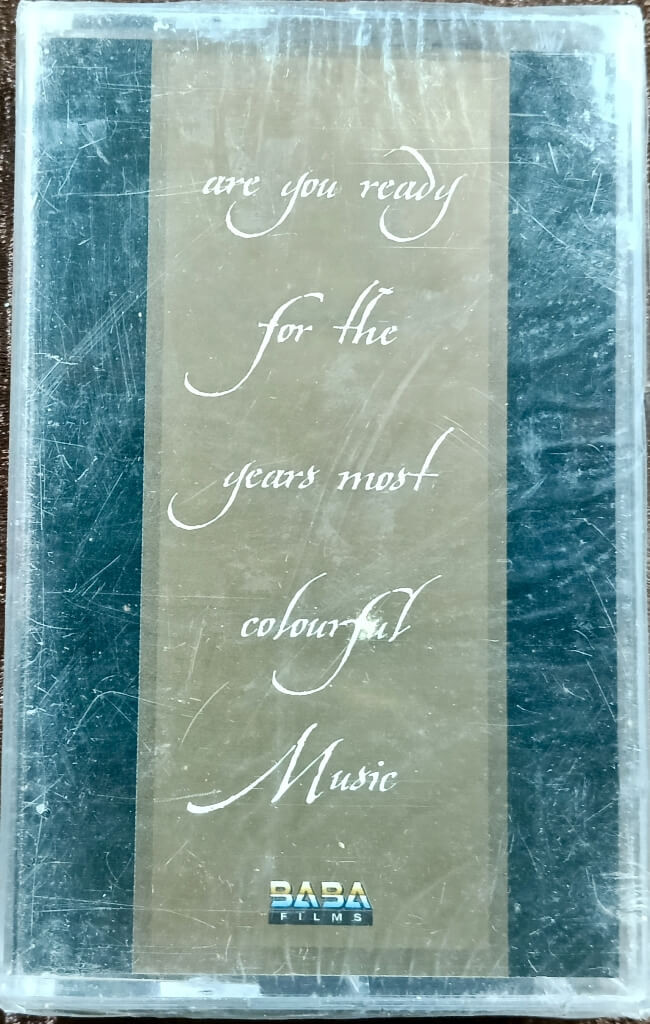 are you ready
for the
years most
colourful
Music
BABA
FILMS